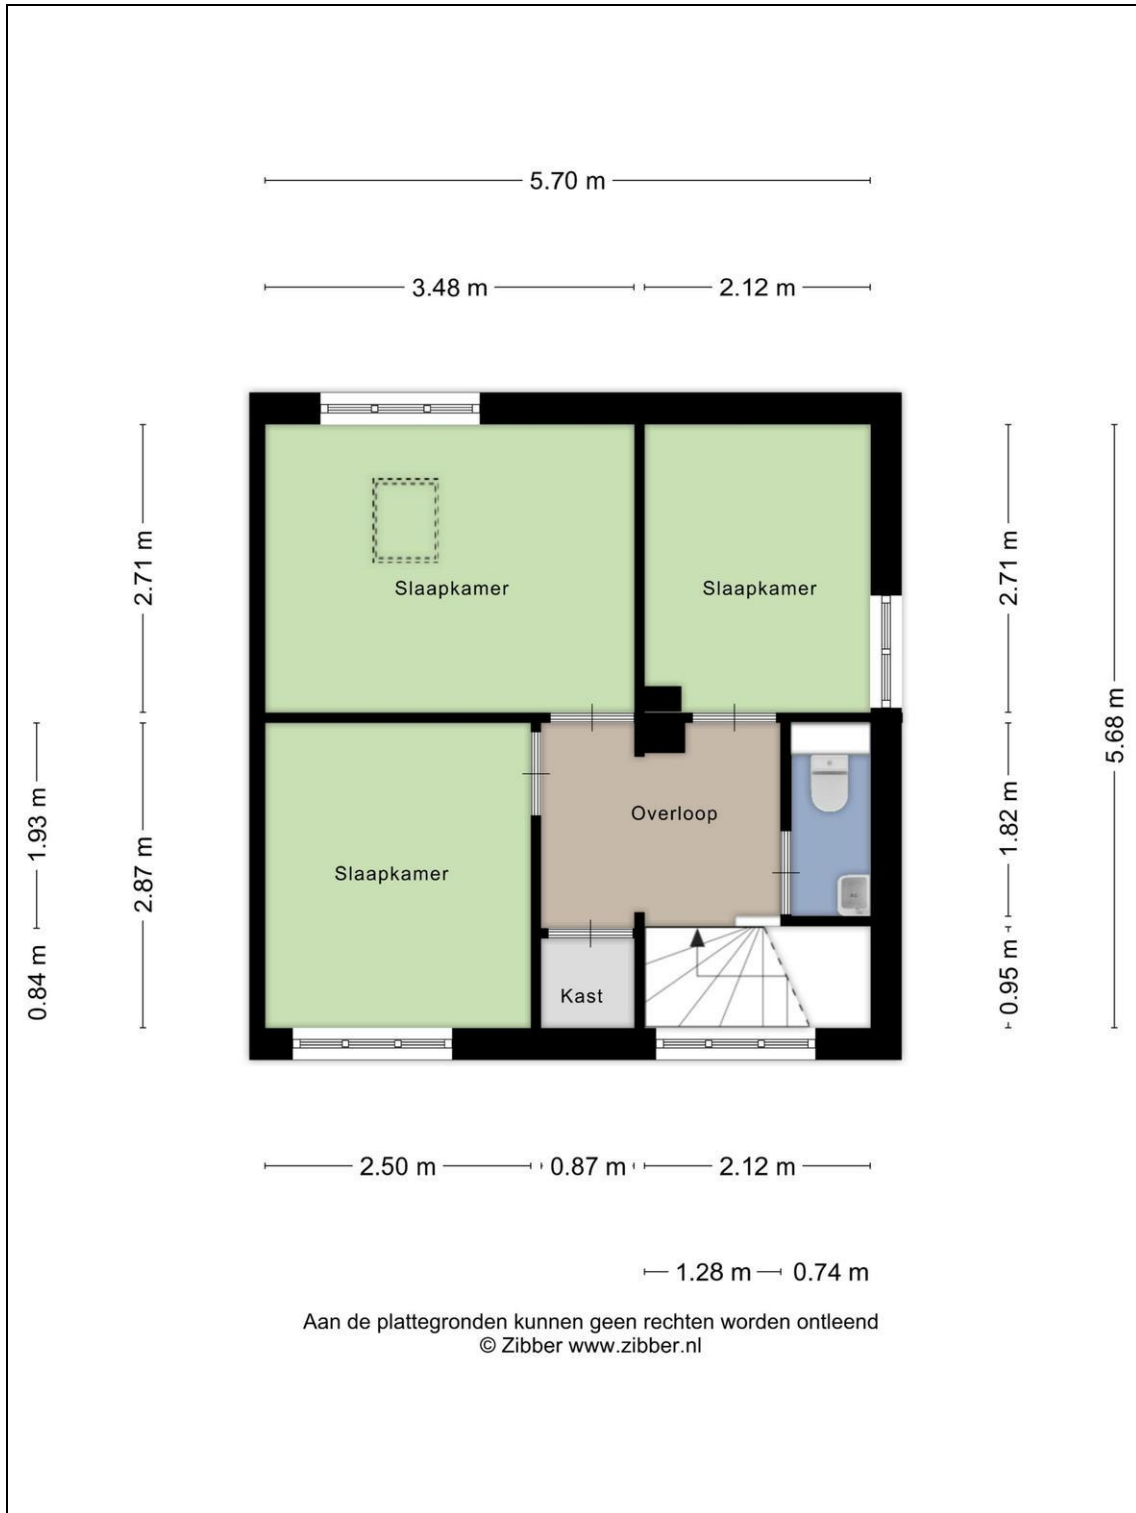 5.70 m
3.48 m
2.12 m
2.71 m
2.71 m
Slaapkamer
Slaapkamer
5.68 m
1.93 m
2.87 m
Overloop
1.82 m
Slaapkamer
0.84 m
Kast
0.95 m
2.50 m
0.87 m
2.12 m
1.28 m
0.74 m
Aan de plattegronden kunnen geen rechten worden ontleend
© Zibber www.zibber.nl